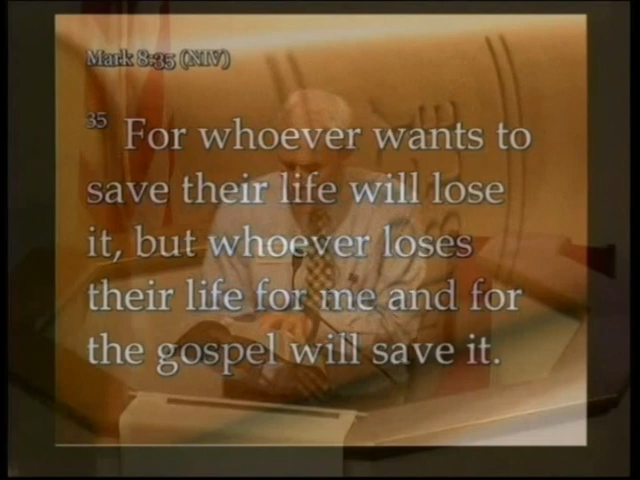 Mark 8:35 (NIV)
35 For whoever wants to
save their life will lose
it, but whoever loses
their life for me and for
the gospel will save it.